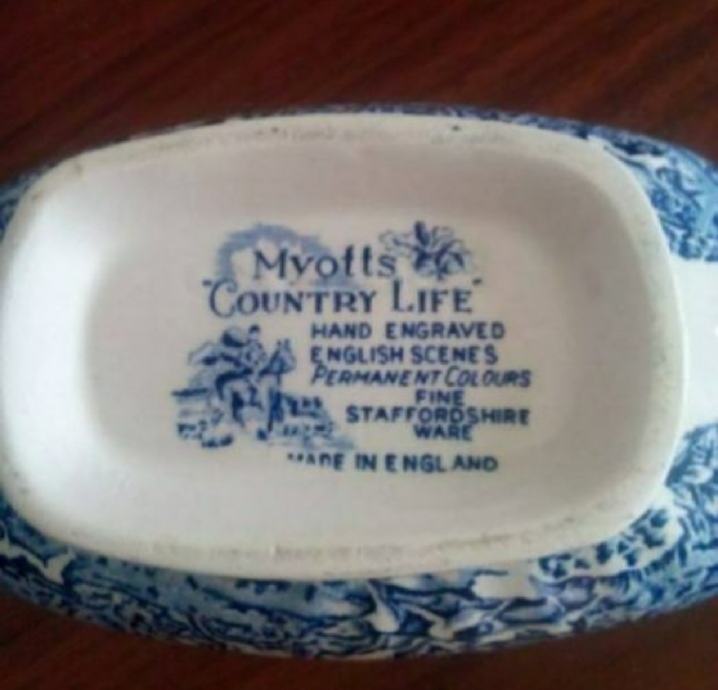 Myotts
"COUNTRY LIFE"
HAND ENGRAVED
ENGLISH SCENES
PERMANENT COLOURS
FINE
STAFFORDSHIRE
WARE
MADE IN ENGLAND